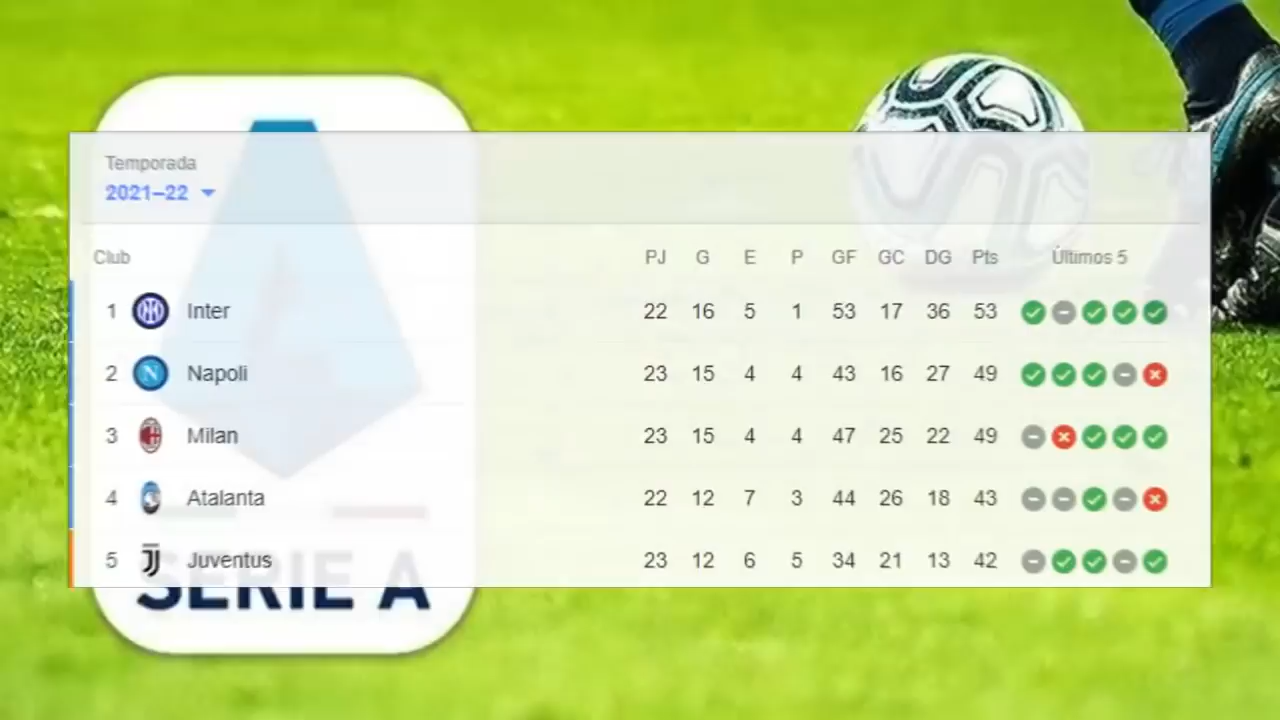 Temporada
2021–22
Club PJ G E P GF GC DG Pts Últimos 5
1 Inter 22 16 5 1 53 17 36 53
2 N Napoli 23 15 4 4 43 16 27 49
3 Milan 23 15 4 4 47 25 22 49
4 Atalanta 22 12 7 3 44 26 18 43
5 Juventus 23 12 6 5 34 21 13 42
SERIE A